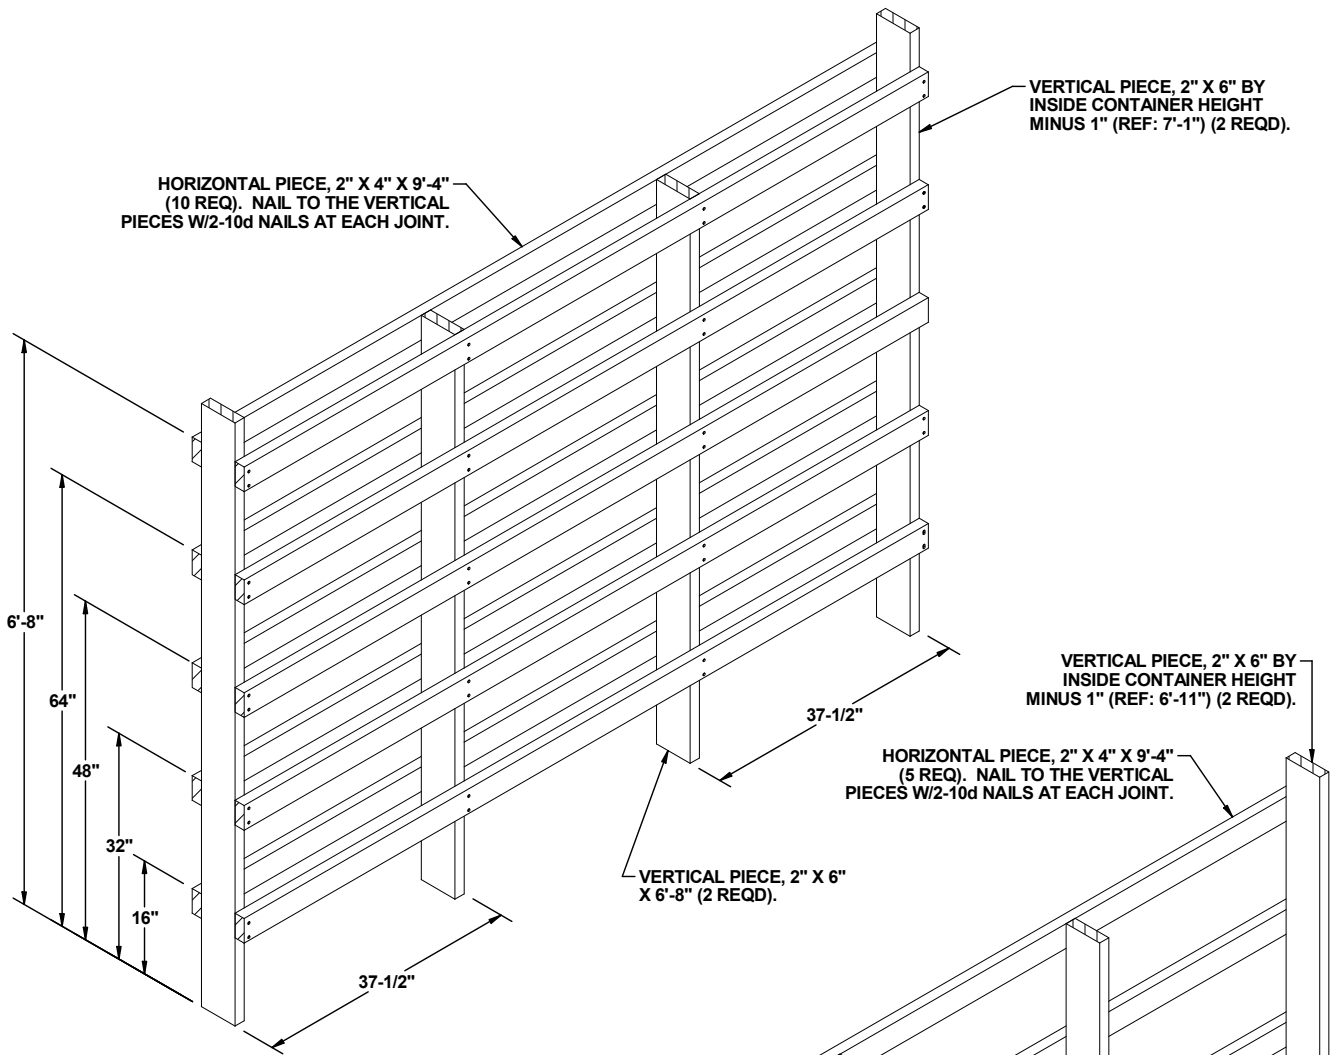 VERTICAL PIECE, 2" X 6" BY
INSIDE CONTAINER HEIGHT
MINUS 1" (REF: 7'-1") (2 REQD).
HORIZONTAL PIECE, 2" X 4" X 9'-4"
(10 REQ). NAIL TO THE VERTICAL
PIECES W/2-10d NAILS AT EACH JOINT.
6'-8"
64"
48"
32"
16"
37-1/2"
37-1/2"
VERTICAL PIECE, 2" X 6"
X 6'-8" (2 REQD).
VERTICAL PIECE, 2" X 6" BY
INSIDE CONTAINER HEIGHT
MINUS 1" (REF: 6'-11") (2 REQD).
HORIZONTAL PIECE, 2" X 4" X 9'-4"
(5 REQ). NAIL TO THE VERTICAL
PIECES W/2-10d NAILS AT EACH JOINT.